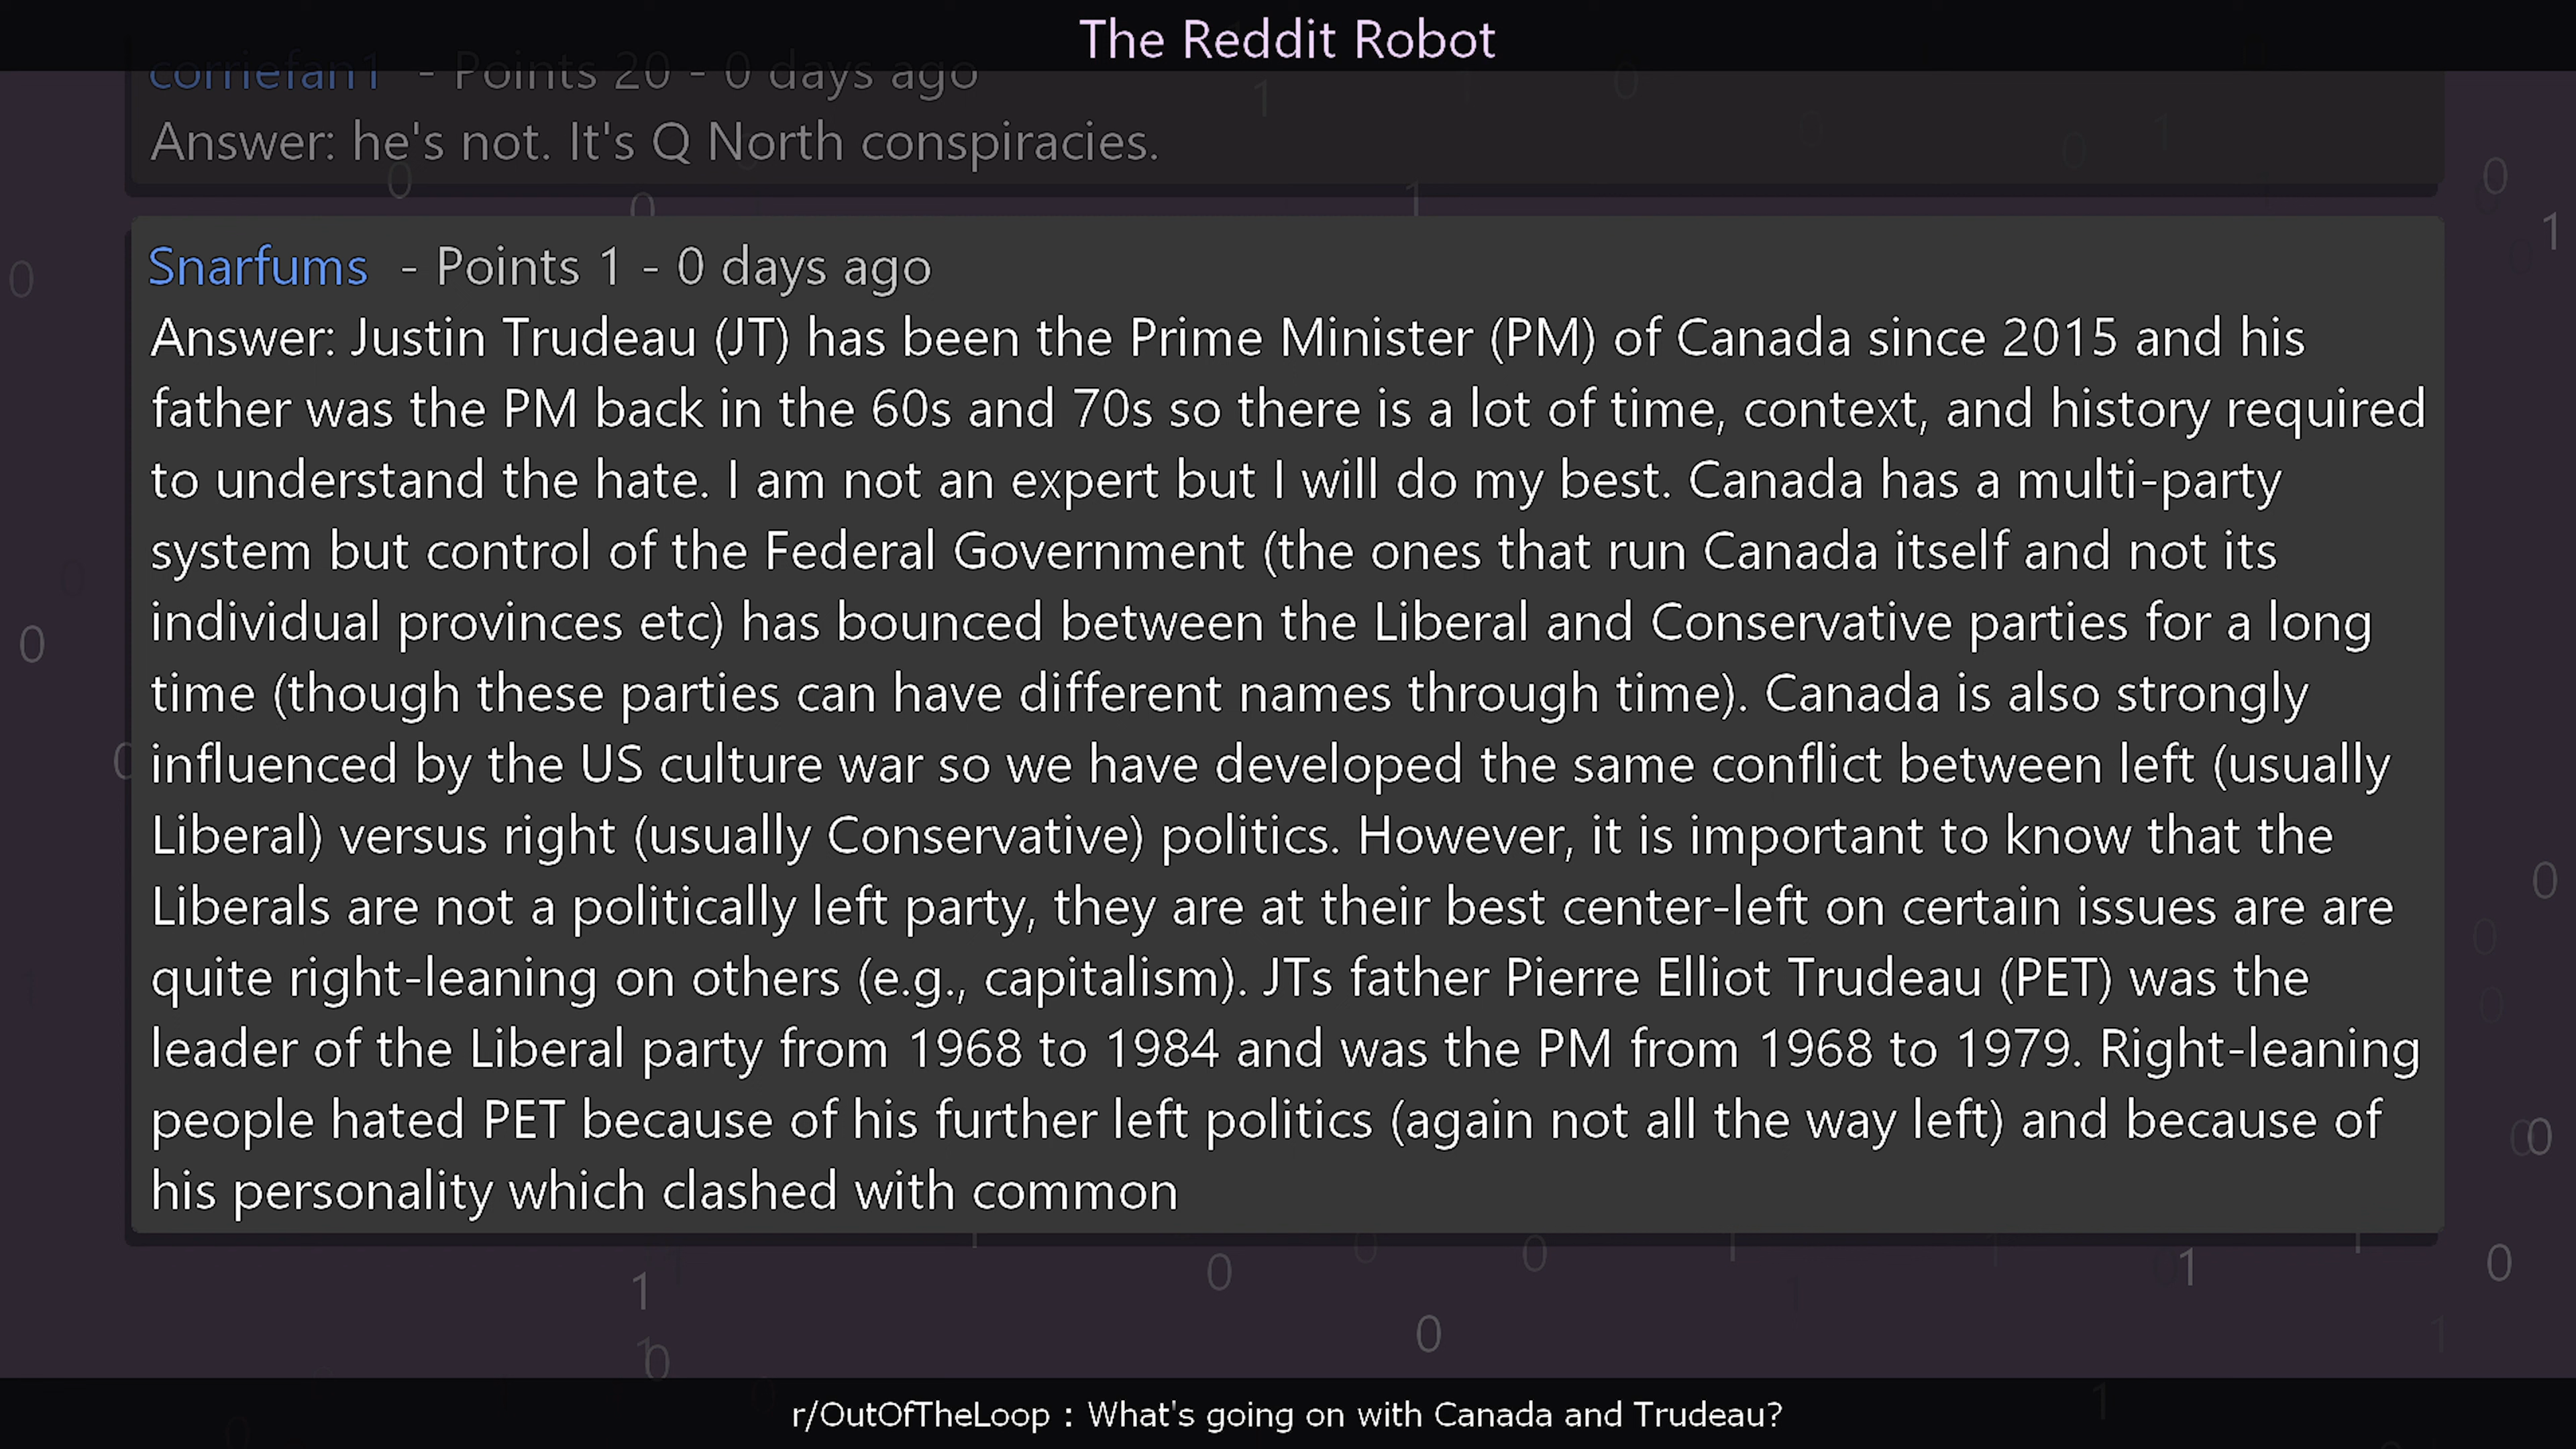 The Reddit Robot
corriefan1 - Points 20 - 0 days ago
Answer: he's not. It's Q North conspiracies.
Snarfums - Points 1 - 0 days ago
Answer: Justin Trudeau (JT) has been the Prime Minister (PM) of Canada since 2015 and his
father was the PM back in the 60s and 70s so there is a lot of time, context, and history required
to understand the hate. I am not an expert but I will do my best. Canada has a multi-party
system but control of the Federal Government (the ones that run Canada itself and not its
individual provinces etc) has bounced between the Liberal and Conservative parties for a long
time (though these parties can have different names through time). Canada is also strongly
influenced by the US culture war so we have developed the same conflict between left (usually
Liberal) versus right (usually Conservative) politics. However, it is important to know that the
Liberals are not a politically left party, they are at their best center-left on certain issues are are
quite right-leaning on others (e.g., capitalism). JTs father Pierre Elliot Trudeau (PET) was the
leader of the Liberal party from 1968 to 1984 and was the PM from 1968 to 1979. Right-leaning
people hated PET because of his further left politics (again not all the way left) and because of
his personality which clashed with common
r/OutOfTheLoop : What's going on with Canada and Trudeau?